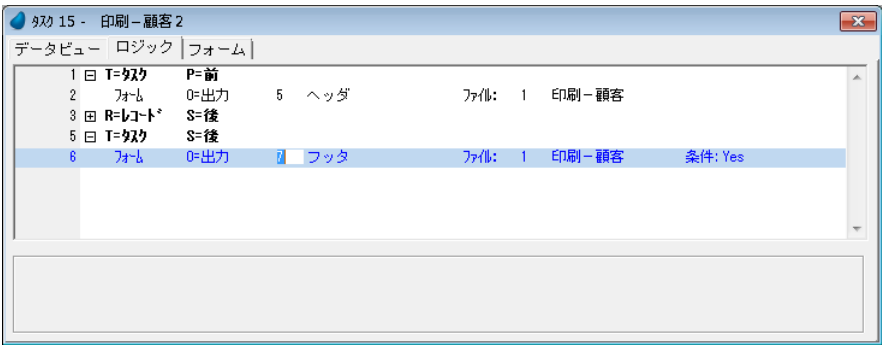 ﾀｽｸ 15 - 印刷－顧客２
データビュー ロジック フォーム
1 T=ﾀｽｸ P=前
2 ﾌｫｰﾑ O=出力 5 ヘッダ ﾌｧｲﾙ: 1 印刷－顧客
3 R=ﾚｺｰﾄﾞ S=後
5 T=ﾀｽｸ S=後
6 ﾌｫｰﾑ O=出力 7 フッタ ﾌｧｲﾙ: 1 印刷－顧客 条件: Yes